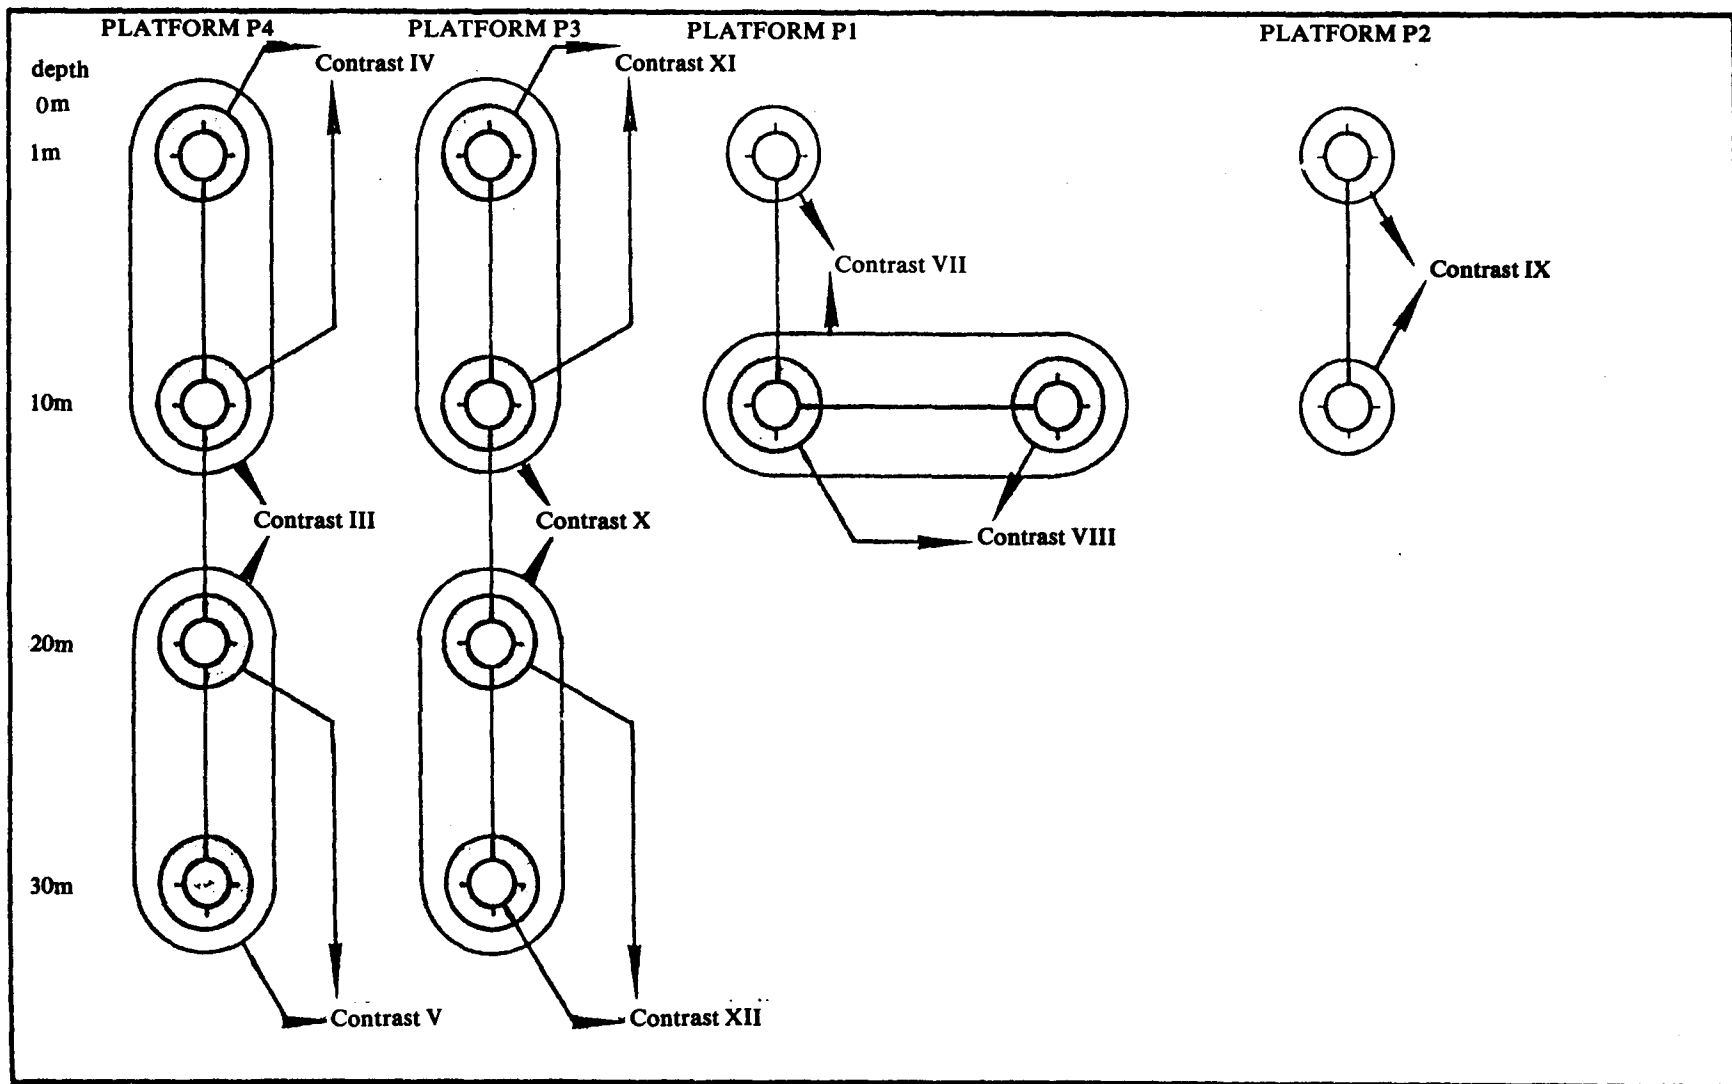 PLATFORM P4
PLATFORM P3
PLATFORM P1
PLATFORM P2
depth
0m
1m
10m
20m
30m
Contrast IV
Contrast XI
Contrast VII
Contrast IX
Contrast III
Contrast X
Contrast VIII
Contrast V
Contrast XII